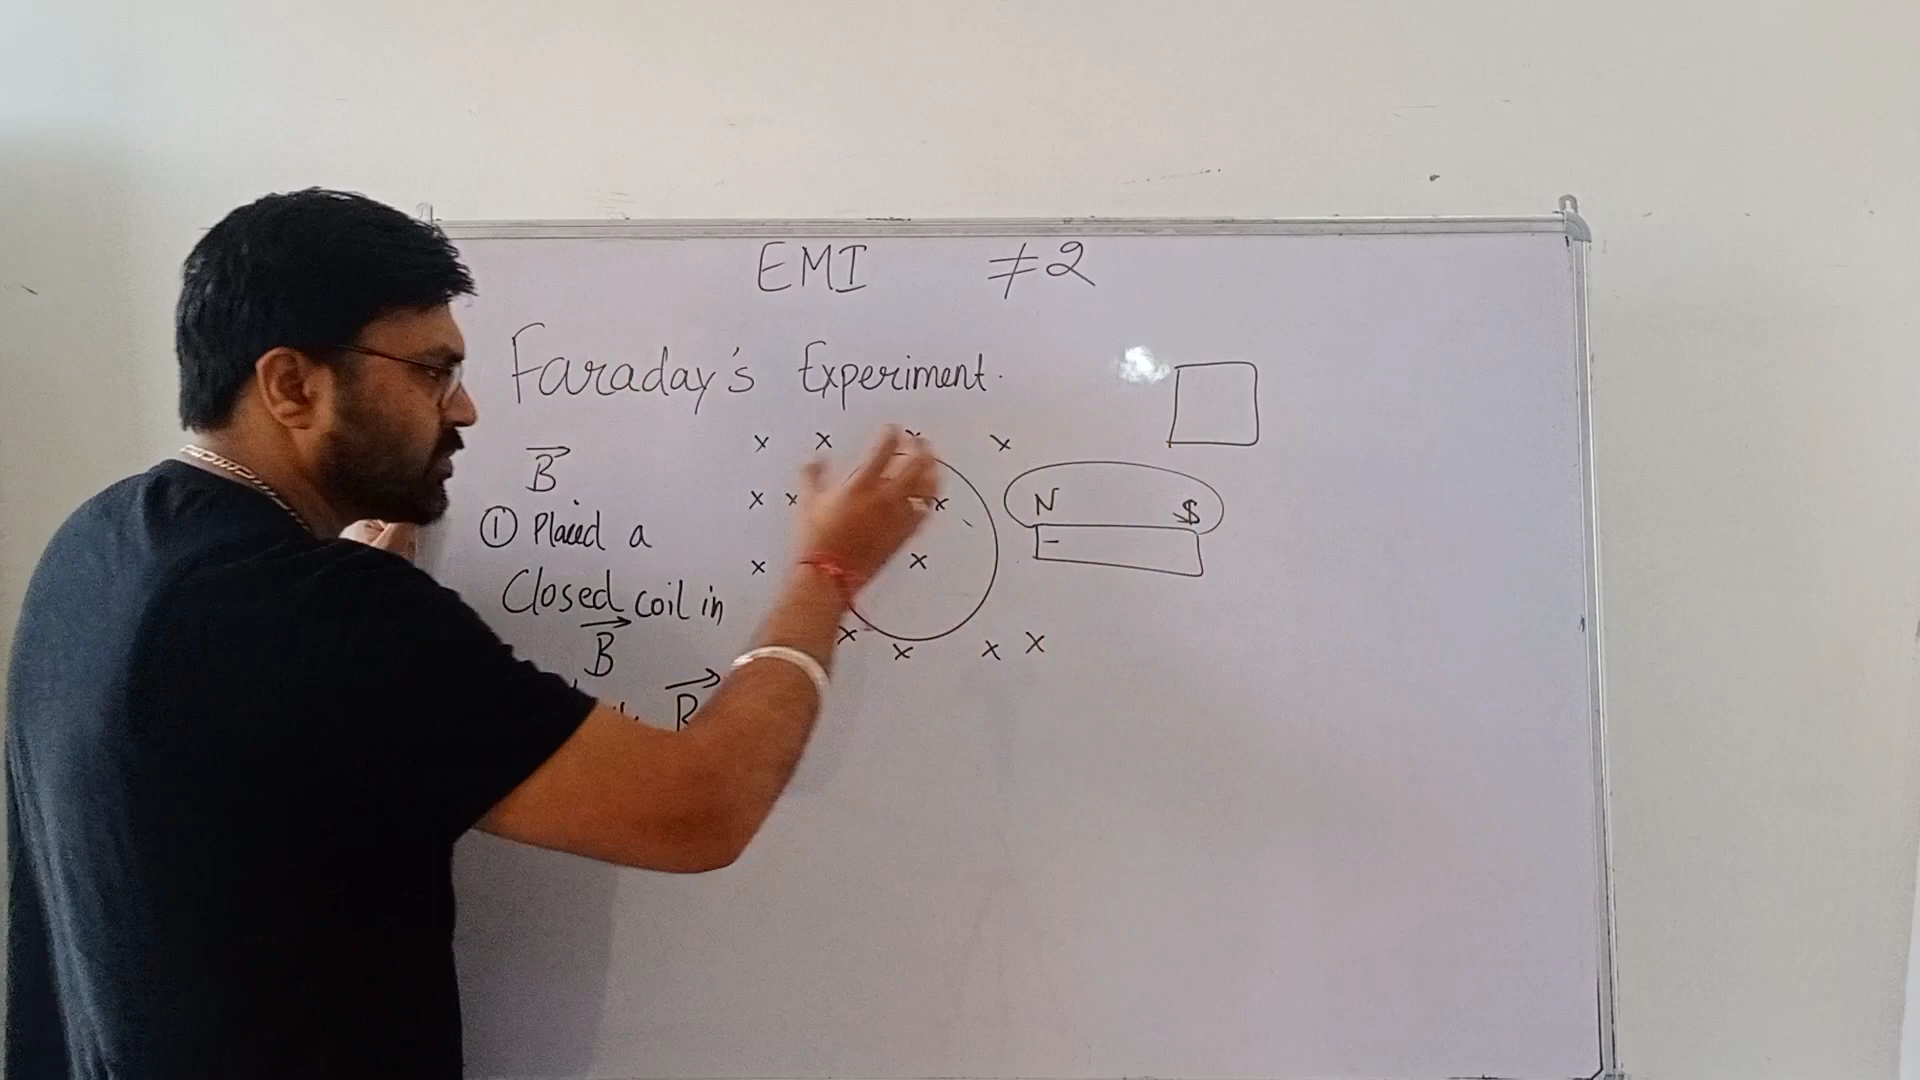 EMI #2
Faraday's Experiment.
B
① Placed a
Closed coil in
B
N S
-
x x x x
x x x
x x
x x x x